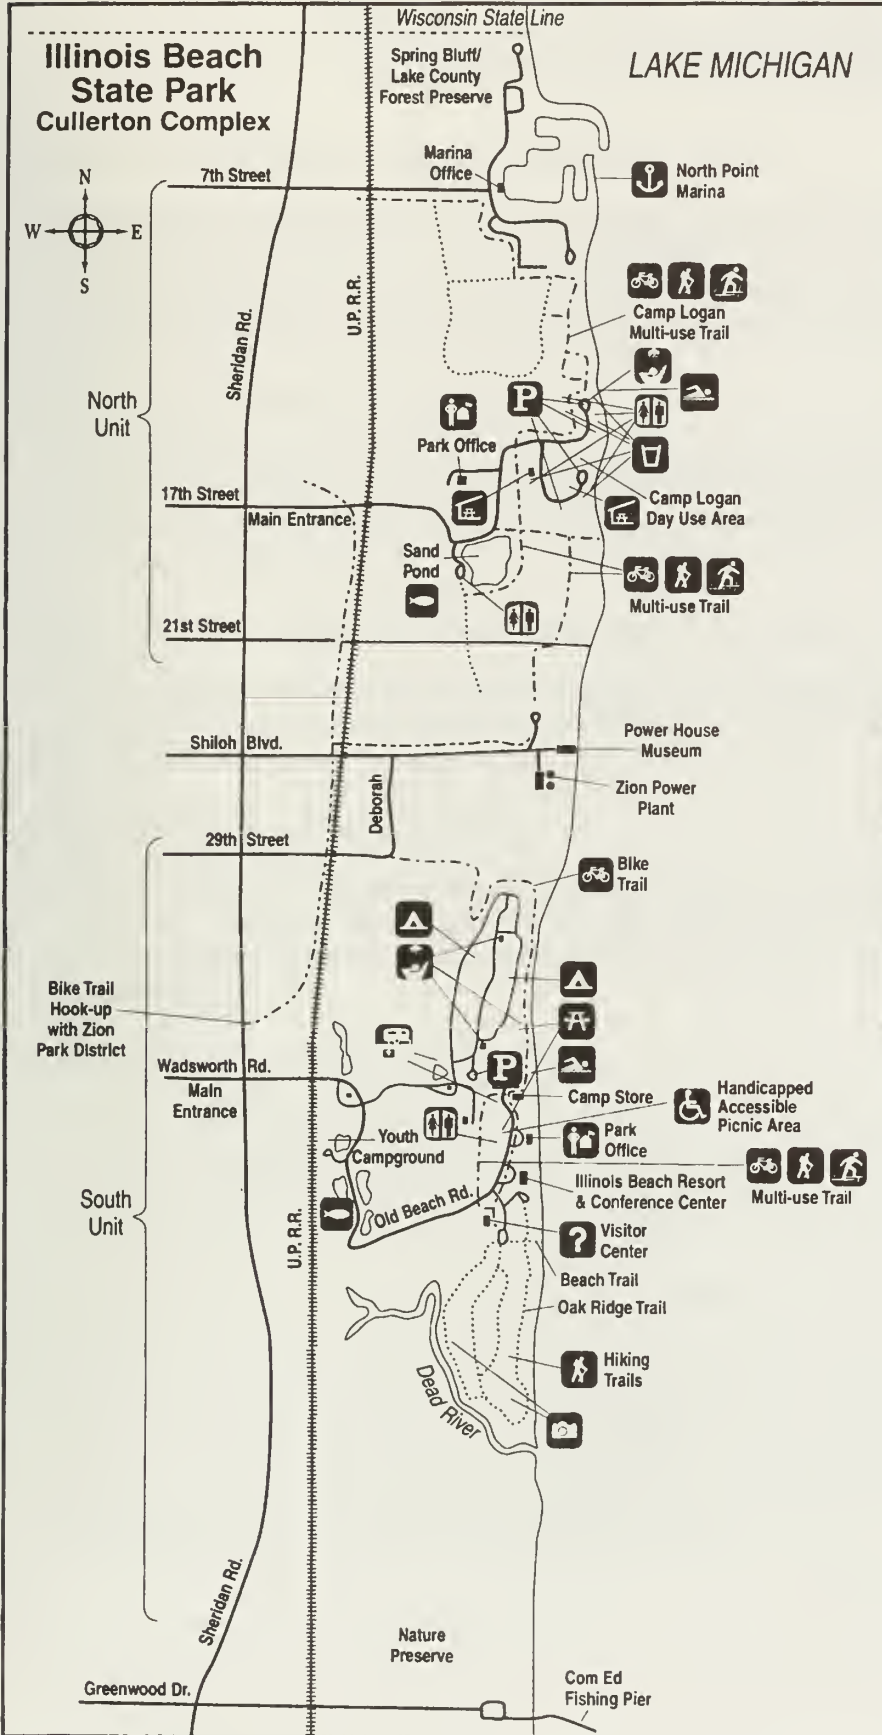 Wisconsin State Line
Illinois Beach
State Park
Cullerton Complex
Spring Bluff/
Lake County
Forest Preserve
LAKE MICHIGAN
Marina
Office
North Point
Marina
N
W
E
S
7th Street
U.P. R.R.
Sheridan Rd.
Camp Logan
Multi-use Trail
North
Unit
P
Park Office
17th Street
Main Entrance
Camp Logan
Day Use Area
Sand
Pond
Multi-use Trail
21st Street
Shiloh Blvd.
Power House
Museum
Zion Power
Plant
Deborah
29th Street
Bike
Trail
Bike Trail
Hook-up
with Zion
Park District
Wadsworth Rd.
Main
Entrance
P
Camp Store
Handicapped
Accessible
Picnic Area
Youth
Campground
Park
Office
Illinois Beach Resort
& Conference Center
Multi-use Trail
South
Unit
Old Beach Rd.
U.P. R.R.
?
Visitor
Center
Beach Trail
Oak Ridge Trail
Hiking
Trails
Dead River
Sheridan Rd.
Nature
Preserve
Greenwood Dr.
Com Ed
Fishing Pier